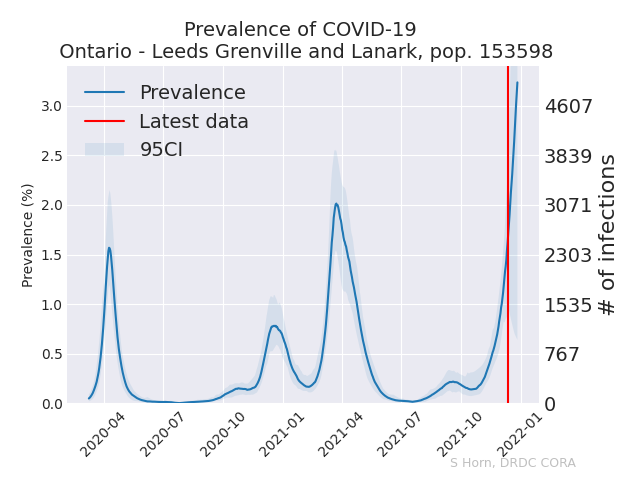 Prevalence of COVID-19
Ontario - Leeds Grenville and Lanark, pop. 153598
Prevalence
Latest data
95CI
Prevalence (%)
3.0
2.5
2.0
1.5
1.0
0.5
0.0
4607
3839
3071
2303
1535
767
0
# of infections
2020-04
2020-07
2020-10
2021-01
2021-04
2021-07
2021-10
2022-01
S Horn, DRDC CORA